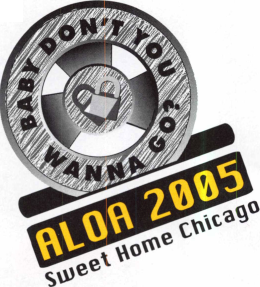 BABY DON'T YOU
WANNA GO?
ALOA 2005
Sweet Home Chicago